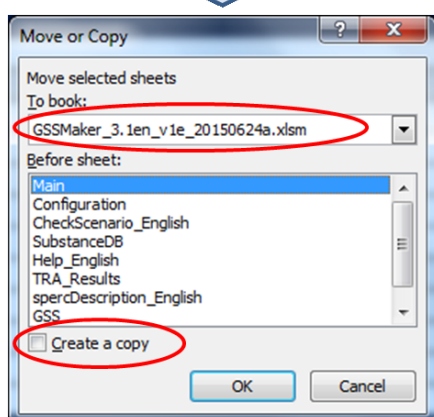 Move or Copy
?
x
Move selected sheets
To book:
GSSMaker_3.1en_v1e_20150624a.xlsm
Before sheet:
Main
Configuration
CheckScenario_English
SubstanceDB
Help_English
TRA_Results
spercDescription_English
GSS
Create a copy
OK
Cancel